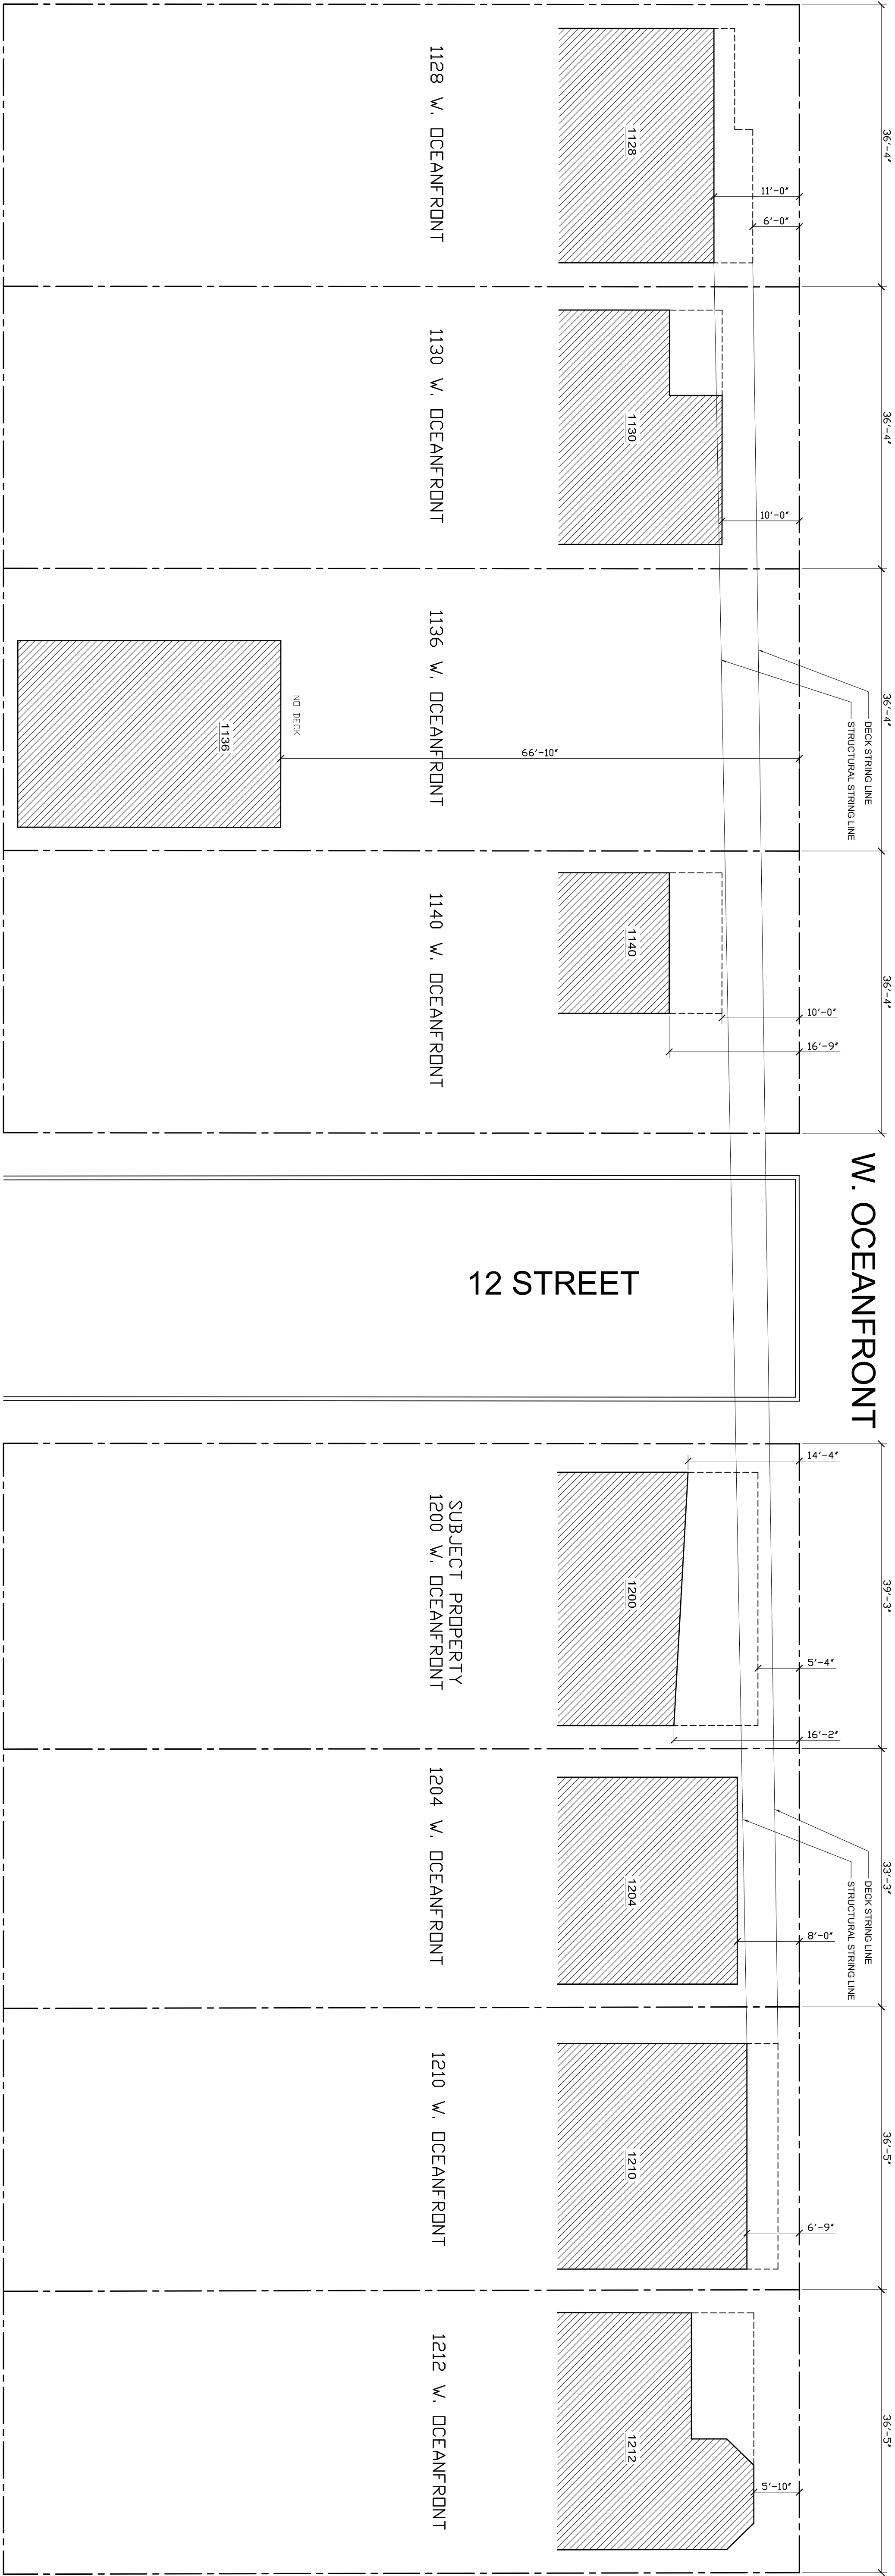 36'-4"
1128
11'-0"
6'-0"
1128 W. OCEANFRONT
36'-4"
1130
10'-0"
1130 W. OCEANFRONT
36'-4"
DECK STRING LINE
STRUCTURAL STRING LINE
NO DECK
1136
66'-10"
1136 W. OCEANFRONT
36'-4"
1140
10'-0"
16'-9"
1140 W. OCEANFRONT
W. OCEANFRONT
12 STREET
39'-3"
14'-4"
1200
5'-4"
16'-2"
SUBJECT PROPERTY
1200 W. OCEANFRONT
33'-3"
DECK STRING LINE
STRUCTURAL STRING LINE
1204
8'-0"
1204 W. OCEANFRONT
36'-5"
1210
6'-9"
1210 W. OCEANFRONT
36'-5"
1212
5'-10"
1212 W. OCEANFRONT